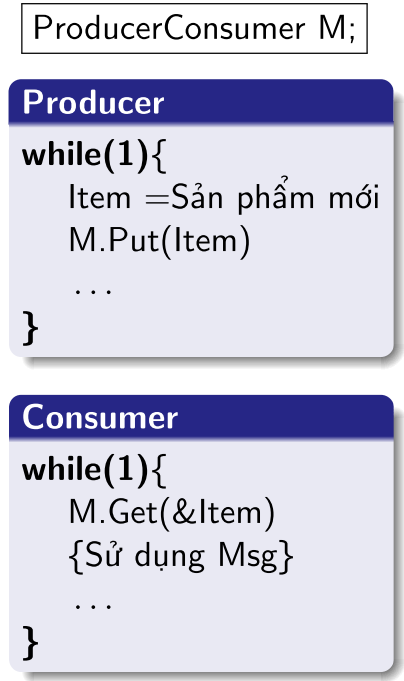 ProducerConsumer M;
Producer
while(1){
Item =Sản phẩm mới
M.Put(Item)
...
}
Consumer
while(1){
M.Get(&Item)
{Sử dụng Msg}
...
}